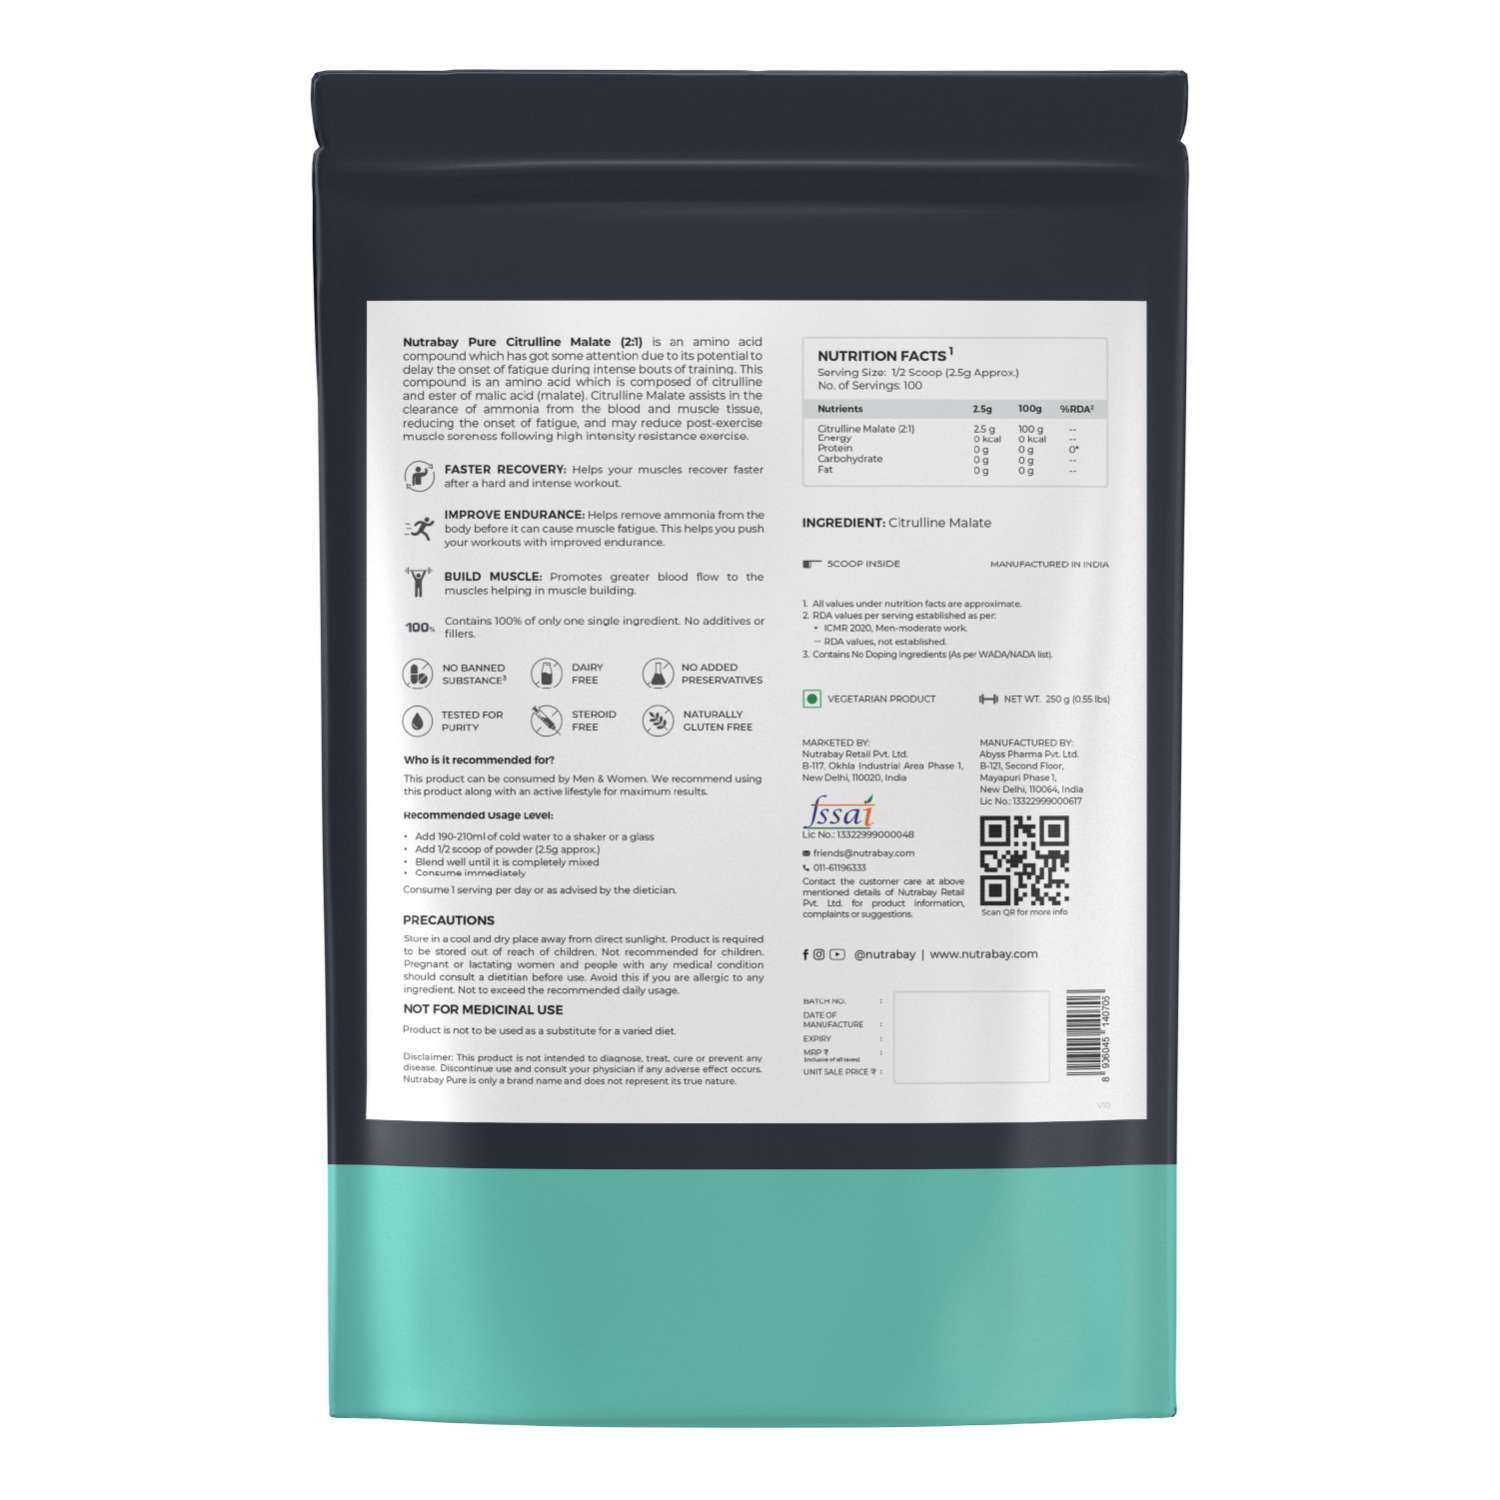 Nutrabay Pure Citrulline Malate (2:1) is an amino acid
compound which has got some attention due to its potential to
delay the onset of fatigue during intense bouts of training. This
compound is an amino acid which is composed of citrulline
and ester of malic acid (malate). Citrulline Malate assists in the
clearance of ammonia from the blood and muscle tissue,
reducing the onset of fatigue, and may reduce post-exercise
muscle soreness following high intensity resistance exercise.
FASTER RECOVERY: Helps your muscles recover faster
after a hard and intense workout.
IMPROVE ENDURANCE: Helps remove ammonia from the
body before it can cause muscle fatigue. This helps you push
your workouts with improved endurance.
BUILD MUSCLE: Promotes greater blood flow to the
muscles helping in muscle building.
100%
Contains 100% of only one single ingredient. No additives or
fillers.
NO BANNED
SUBSTANCE³
DAIRY
FREE
NO ADDED
PRESERVATIVES
TESTED FOR
PURITY
STEROID
FREE
NATURALLY
GLUTEN FREE
Who is it recommended for?
This product can be consumed by Men & Women. We recommend using
this product along with an active lifestyle for maximum results.
Recommended Usage Level:
• Add 190-210ml of cold water to a shaker or a glass
• Add 1/2 scoop of powder (2.5g approx.)
• Blend well until it is completely mixed
• Consume immediately
Consume 1 serving per day or as advised by the dietician.
PRECAUTIONS
Store in a cool and dry place away from direct sunlight. Product is required
to be stored out of reach of children. Not recommended for children.
Pregnant or lactating women and people with any medical condition
should consult a dietitian before use. Avoid this if you are allergic to any
ingredient. Not to exceed the recommended daily usage.
NOT FOR MEDICINAL USE
Product is not to be used as a substitute for a varied diet.
Disclaimer: This product is not intended to diagnose, treat, cure or prevent any
disease. Discontinue use and consult your physician if any adverse effect occurs.
Nutrabay Pure is only a brand name and does not represent its true nature.
NUTRITION FACTS¹
Serving Size: 1/2 Scoop (2.5g Approx.)
No. of Servings: 100
Nutrients 2.5g 100g %RDA²
Citrulline Malate (2:1) 2.5 g 100 g --
Energy 0 kcal 0 kcal --
Protein 0 g 0 g 0*
Carbohydrate 0 g 0 g --
Fat 0 g 0 g --
INGREDIENT: Citrulline Malate
SCOOP INSIDE
MANUFACTURED IN INDIA
1. All values under nutrition facts are approximate.
2. RDA values per serving established as per:
• ICMR 2020, Men-moderate work.
-- RDA values, not established.
3. Contains No Doping Ingredients (As per WADA/NADA list).
VEGETARIAN PRODUCT
NET WT. 250 g (0.55 lbs)
MARKETED BY:
Nutrabay Retail Pvt. Ltd.
B-117, Okhla Industrial Area Phase 1,
New Delhi, 110020, India
fssai
Lic No.: 13322999000048
friends@nutrabay.com
011-61196333
Contact the customer care at above
mentioned details of Nutrabay Retail
Pvt. Ltd. for product information,
complaints or suggestions.
MANUFACTURED BY:
Abyss Pharma Pvt. Ltd.
B-121, Second Floor,
Mayapuri Phase 1,
New Delhi, 110064, India
Lic No.: 13322999000617
Scan QR for more info
@nutrabay | www.nutrabay.com
BATCH NO. :
DATE OF
MANUFACTURE :
EXPIRY :
MRP ₹ :
(Inclusive of all taxes)
UNIT SALE PRICE ₹ :
8 906045 140705
V10